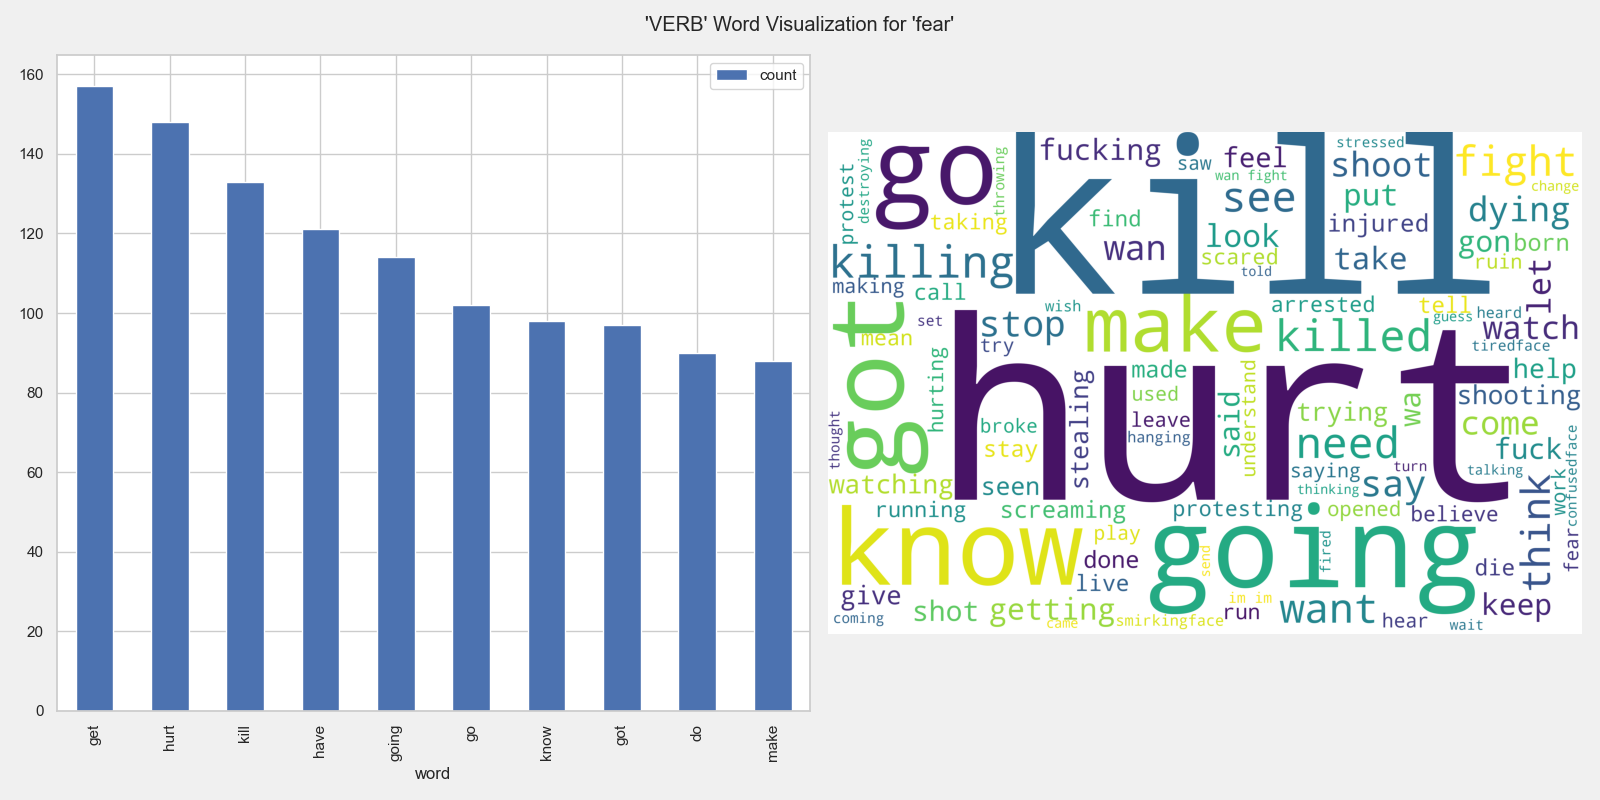 'VERB' Word Visualization for 'fear'
count
160
140
120
100
80
60
40
20
0
get
hurt
kill
have
going
go
know
got
do
make
word
protest
destroying
go
throwing
taking
killing
making
call
kill
fucking
saw
feel
wan fight
see
find
wan
look
scared
told
stressed
shoot
put
injured
take
fight
change
dying
gon
born
ruin
let
got
set
mean
wish
stop
try
make
arrested
killed
tell
guess
heard
watch
tiredface
hurting
hurt
thought
broke
stay
stealing
made
used
leave
hanging
said
understand
trying
need
wa
help
shooting
come
fuck
watching
seen
saying
thinking
turn
say
talking
think
work
confusedface
running
screaming
protesting
opened
believe
know
play
done
live
going
send
fired
die
fear
give
coming
shot
getting
came
smirkingface
im im
run
want
hear
keep
wait